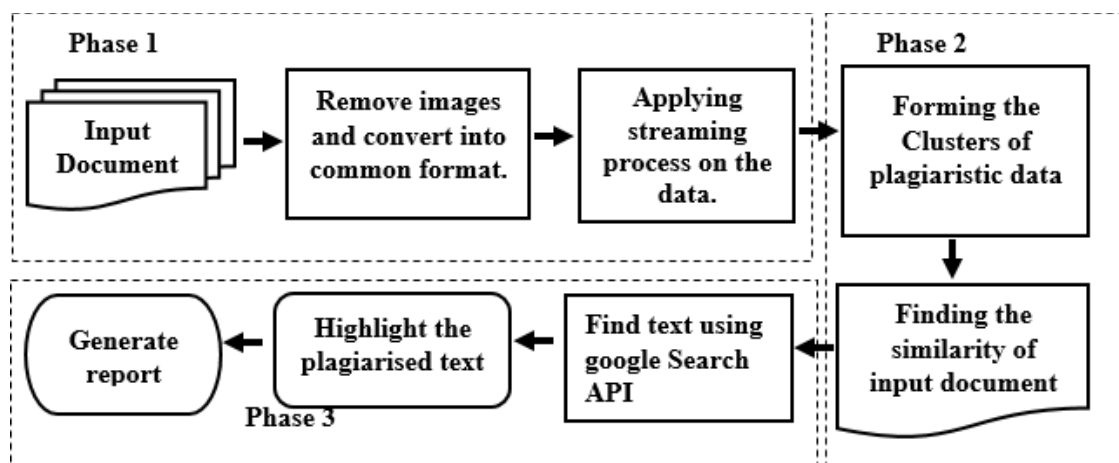 Phase 1
Input
Document
Remove images
and convert into
common format.
Applying
streaming
process on the
data.
Phase 2
Forming the
Clusters of
plagiaristic data
Finding the
similarity of
input document
Find text using
google Search
API
Highlight the
plagiarised text
Generate
report
Phase 3